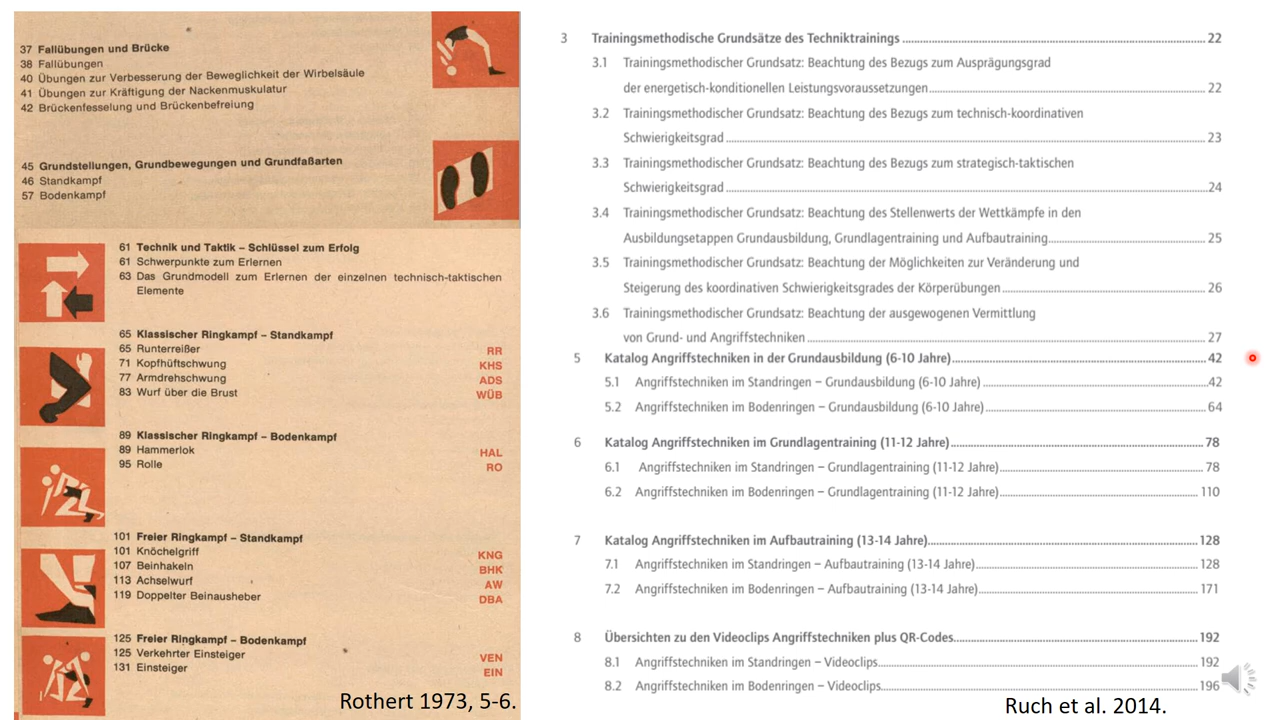 37 Fallübungen und Brücke
38 Fallübungen
40 Übungen zur Verbesserung der Beweglichkeit der Wirbelsäule
41 Übungen zur Kräftigung der Nackenmuskulatur
42 Brückenfesselung und Brückenbefreiung
45 Grundstellungen, Grundbewegungen und Grundfaßarten
46 Standkampf
57 Bodenkampf
61 Technik und Taktik – Schlüssel zum Erfolg
61 Schwerpunkte zum Erlernen
63 Das Grundmodell zum Erlernen der einzelnen technisch-taktischen
Elemente
65 Klassischer Ringkampf – Standkampf
65 Runterreißer RR
71 Kopfhüftschwung KHS
77 Armdrehschwung ADS
83 Wurf über die Brust WÜB
89 Klassischer Ringkampf – Bodenkampf
89 Hammerlok HAL
95 Rolle RO
101 Freier Ringkampf – Standkampf
101 Knöchelgriff KNG
107 Beinhakeln BHK
113 Achselwurf AW
119 Doppelter Beinausheber DBA
125 Freier Ringkampf – Bodenkampf
125 Verkehrter Einsteiger VEN
131 Einsteiger EIN
Rothert 1973, 5-6.
3 Trainingsmethodische Grundsätze des Techniktrainings ... 22
3.1 Trainingsmethodischer Grundsatz: Beachtung des Bezugs zum Ausprägungsgrad
der energetisch-konditionellen Leistungsvoraussetzungen ... 22
3.2 Trainingsmethodischer Grundsatz: Beachtung des Bezugs zum technisch-koordinativen
Schwierigkeitsgrad ... 23
3.3 Trainingsmethodischer Grundsatz: Beachtung des Bezugs zum strategisch-taktischen
Schwierigkeitsgrad ... 24
3.4 Trainingsmethodischer Grundsatz: Beachtung des Stellenwerts der Wettkämpfe in den
Ausbildungsetappen Grundausbildung, Grundlagentraining und Aufbautraining ... 25
3.5 Trainingsmethodischer Grundsatz: Beachtung der Möglichkeiten zur Veränderung und
Steigerung des koordinativen Schwierigkeitsgrades der Körperübungen ... 26
3.6 Trainingsmethodischer Grundsatz: Beachtung der ausgewogenen Vermittlung
von Grund- und Angriffstechniken ... 27
5 Katalog Angriffstechniken in der Grundausbildung (6-10 Jahre) ... 42
5.1 Angriffstechniken im Standringen – Grundausbildung (6-10 Jahre) ... 42
5.2 Angriffstechniken im Bodenringen – Grundausbildung (6-10 Jahre) ... 64
6 Katalog Angriffstechniken im Grundlagentraining (11-12 Jahre) ... 78
6.1 Angriffstechniken im Standringen – Grundlagentraining (11-12 Jahre) ... 78
6.2 Angriffstechniken im Bodenringen – Grundlagentraining (11-12 Jahre) ... 110
7 Katalog Angriffstechniken im Aufbautraining (13-14 Jahre) ... 128
7.1 Angriffstechniken im Standringen – Aufbautraining (13-14 Jahre) ... 128
7.2 Angriffstechniken im Bodenringen – Aufbautraining (13-14 Jahre) ... 171
8 Übersichten zu den Videoclips Angriffstechniken plus QR-Codes ... 192
8.1 Angriffstechniken im Standringen – Videoclips ... 192
8.2 Angriffstechniken im Bodenringen – Videoclips ... 196
Ruch et al. 2014.